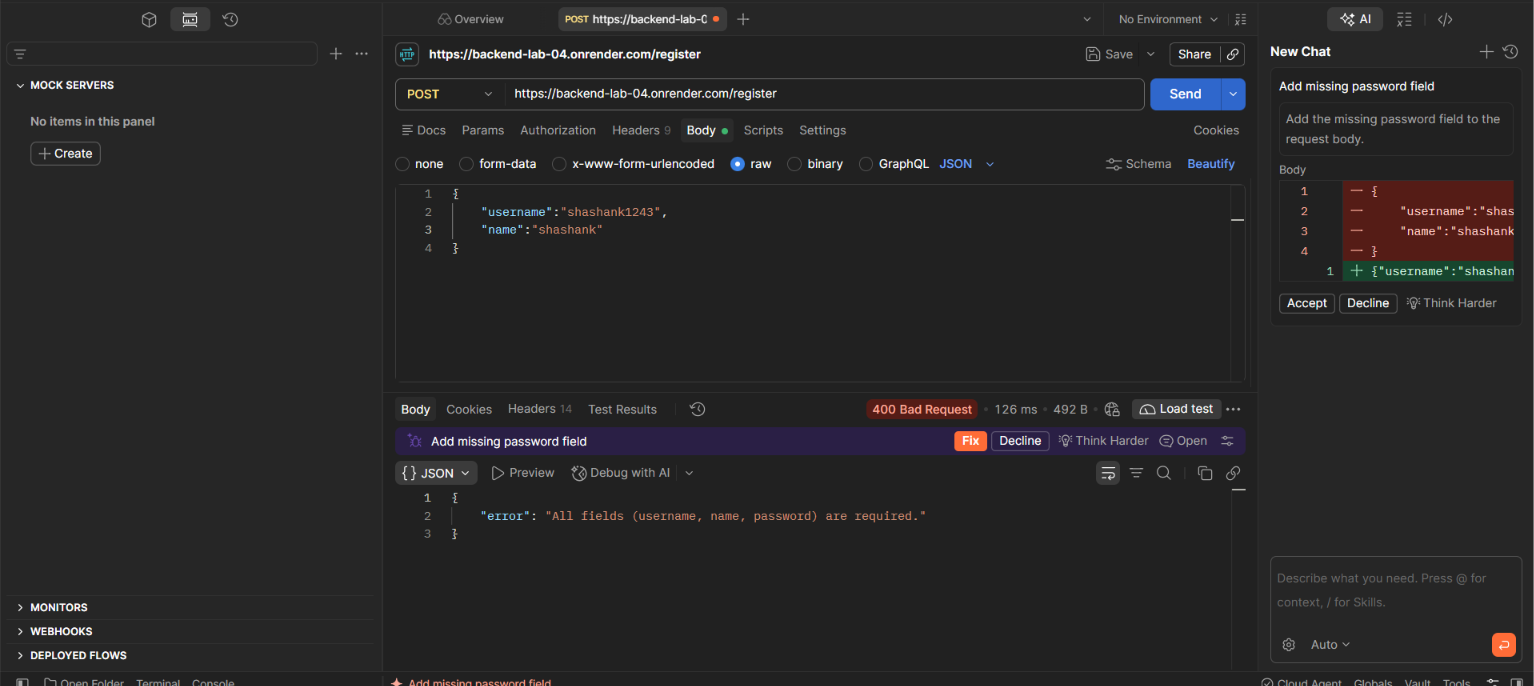 Overview
POST https://backend-lab-0
No Environment
AI
https://backend-lab-04.onrender.com/register
Save
Share
New Chat
MOCK SERVERS
No items in this panel
Create
POST
https://backend-lab-04.onrender.com/register
Send
Docs Params Authorization Headers 9 Body Scripts Settings Cookies
none form-data x-www-form-urlencoded raw binary GraphQL JSON Schema Beautify
1 {
2 "username":"shashank1243",
3 "name":"shashank"
4 }
Add missing password field
Add the missing password field to the
request body.
Body
1 — {
2 — "username":"shas
3 — "name":"shashank
4 — }
1 + {"username":"shashan
Accept Decline Think Harder
Body Cookies Headers 14 Test Results 400 Bad Request • 126 ms • 492 B • Load test
Add missing password field Fix Decline Think Harder Open
{} JSON Preview Debug with AI
1 {
2 "error": "All fields (username, name, password) are required."
3 }
MONITORS
WEBHOOKS
DEPLOYED FLOWS
Describe what you need. Press @ for
context, / for Skills.
Auto
Open Folder Terminal Console
Add missing password field
Cloud Agent Globals Vault Tools